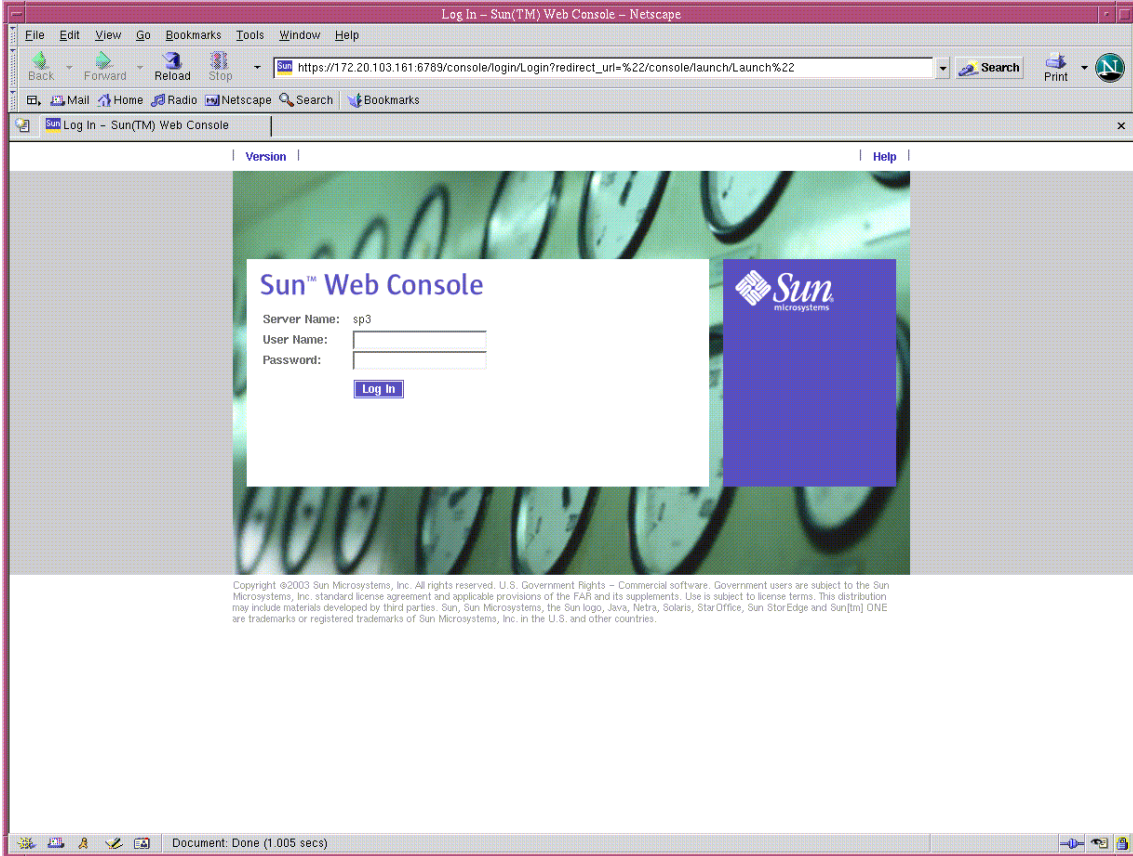 Log In – Sun(TM) Web Console – Netscape
File Edit View Go Bookmarks Tools Window Help
Back Forward Reload Stop
Sun https://172.20.103.161:6789/console/login/Login?redirect_url=%22/console/launch/Launch%22
Search Print N
Mail Home Radio Netscape Search Bookmarks
Sun Log In – Sun(TM) Web Console
Version Help
Sun™ Web Console
Sun
microsystems
Server Name: sp3
User Name:
Password:
Log In
Copyright ©2003 Sun Microsystems, Inc. All rights reserved. U.S. Government Rights – Commercial software. Government users are subject to the Sun
Microsystems, Inc. standard license agreement and applicable provisions of the FAR and its supplements. Use is subject to license terms. This distribution
may include materials developed by third parties. Sun, Sun Microsystems, the Sun logo, Java, Netra, Solaris, StarOffice, Sun StorEdge and Sun[tm] ONE
are trademarks or registered trademarks of Sun Microsystems, Inc. in the U.S. and other countries.
Document: Done (1.005 secs)